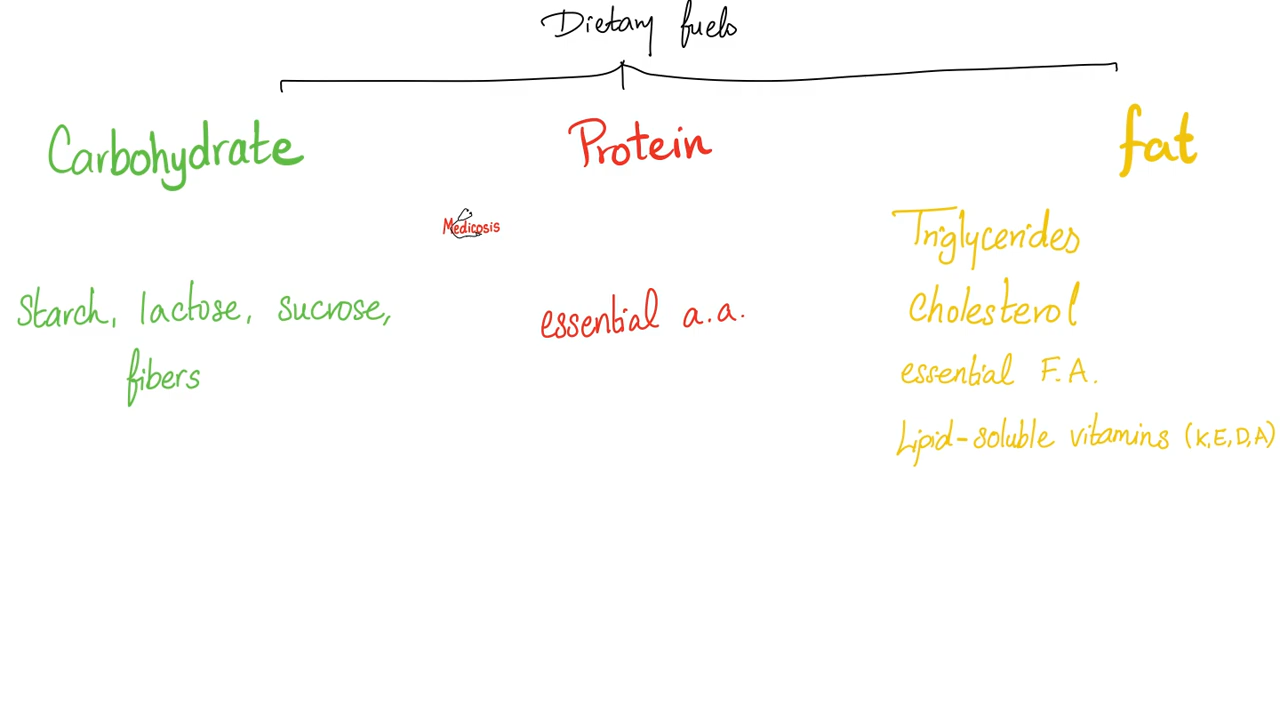 Dietary fuels
Carbohydrate
Protein
fat
Medicosis
Triglycerides
Starch, lactose, sucrose,
fibers
essential a.a.
Cholesterol
essential F.A.
Lipid-soluble vitamins (K,E,D,A)